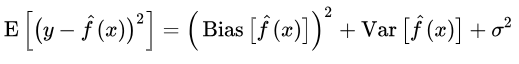 E[(y − f̂(x))²] = (Bias[f̂(x)])² + Var[f̂(x)] + σ²